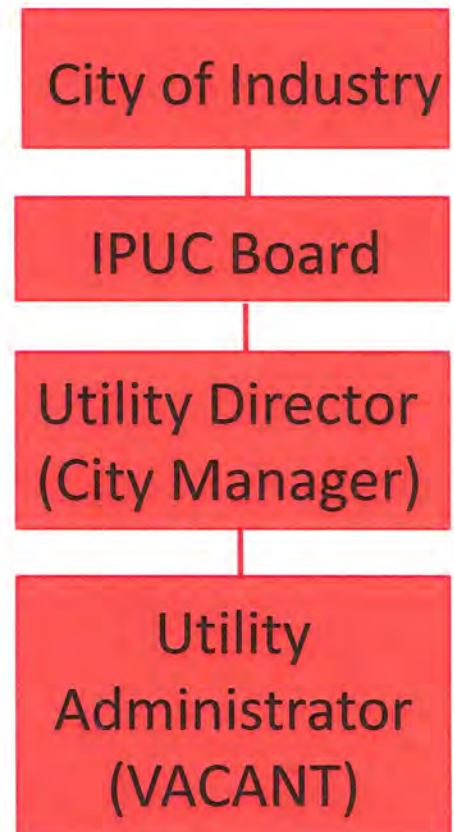 City of Industry
IPUC Board
Utility Director
(City Manager)
Utility
Administrator
(VACANT)